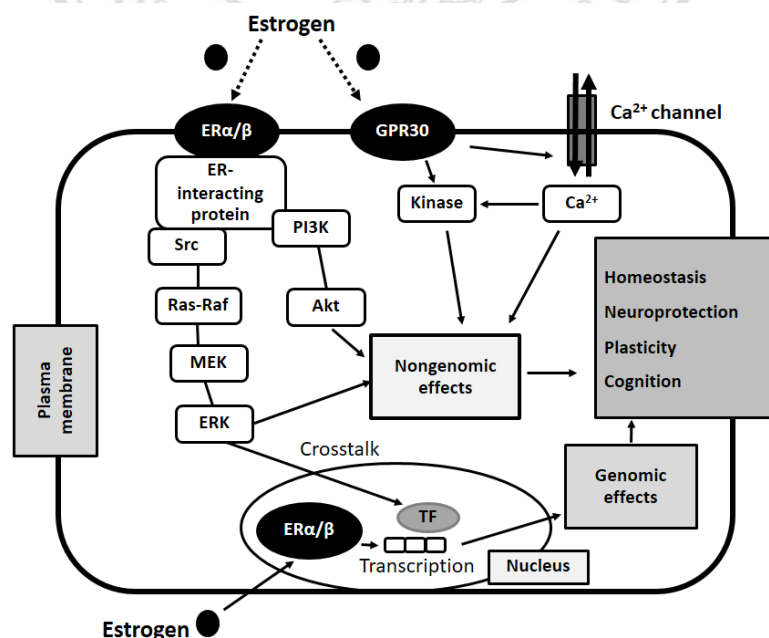 Estrogen
ERα/β
GPR30
Ca²⁺ channel
ER-
interacting
protein
Src
PI3K
Kinase
Ca²⁺
Ras-Raf
Akt
MEK
ERK
Plasma
membrane
Nongenomic
effects
Homeostasis
Neuroprotection
Plasticity
Cognition
Crosstalk
Genomic
effects
ERα/β
TF
Transcription
Nucleus
Estrogen